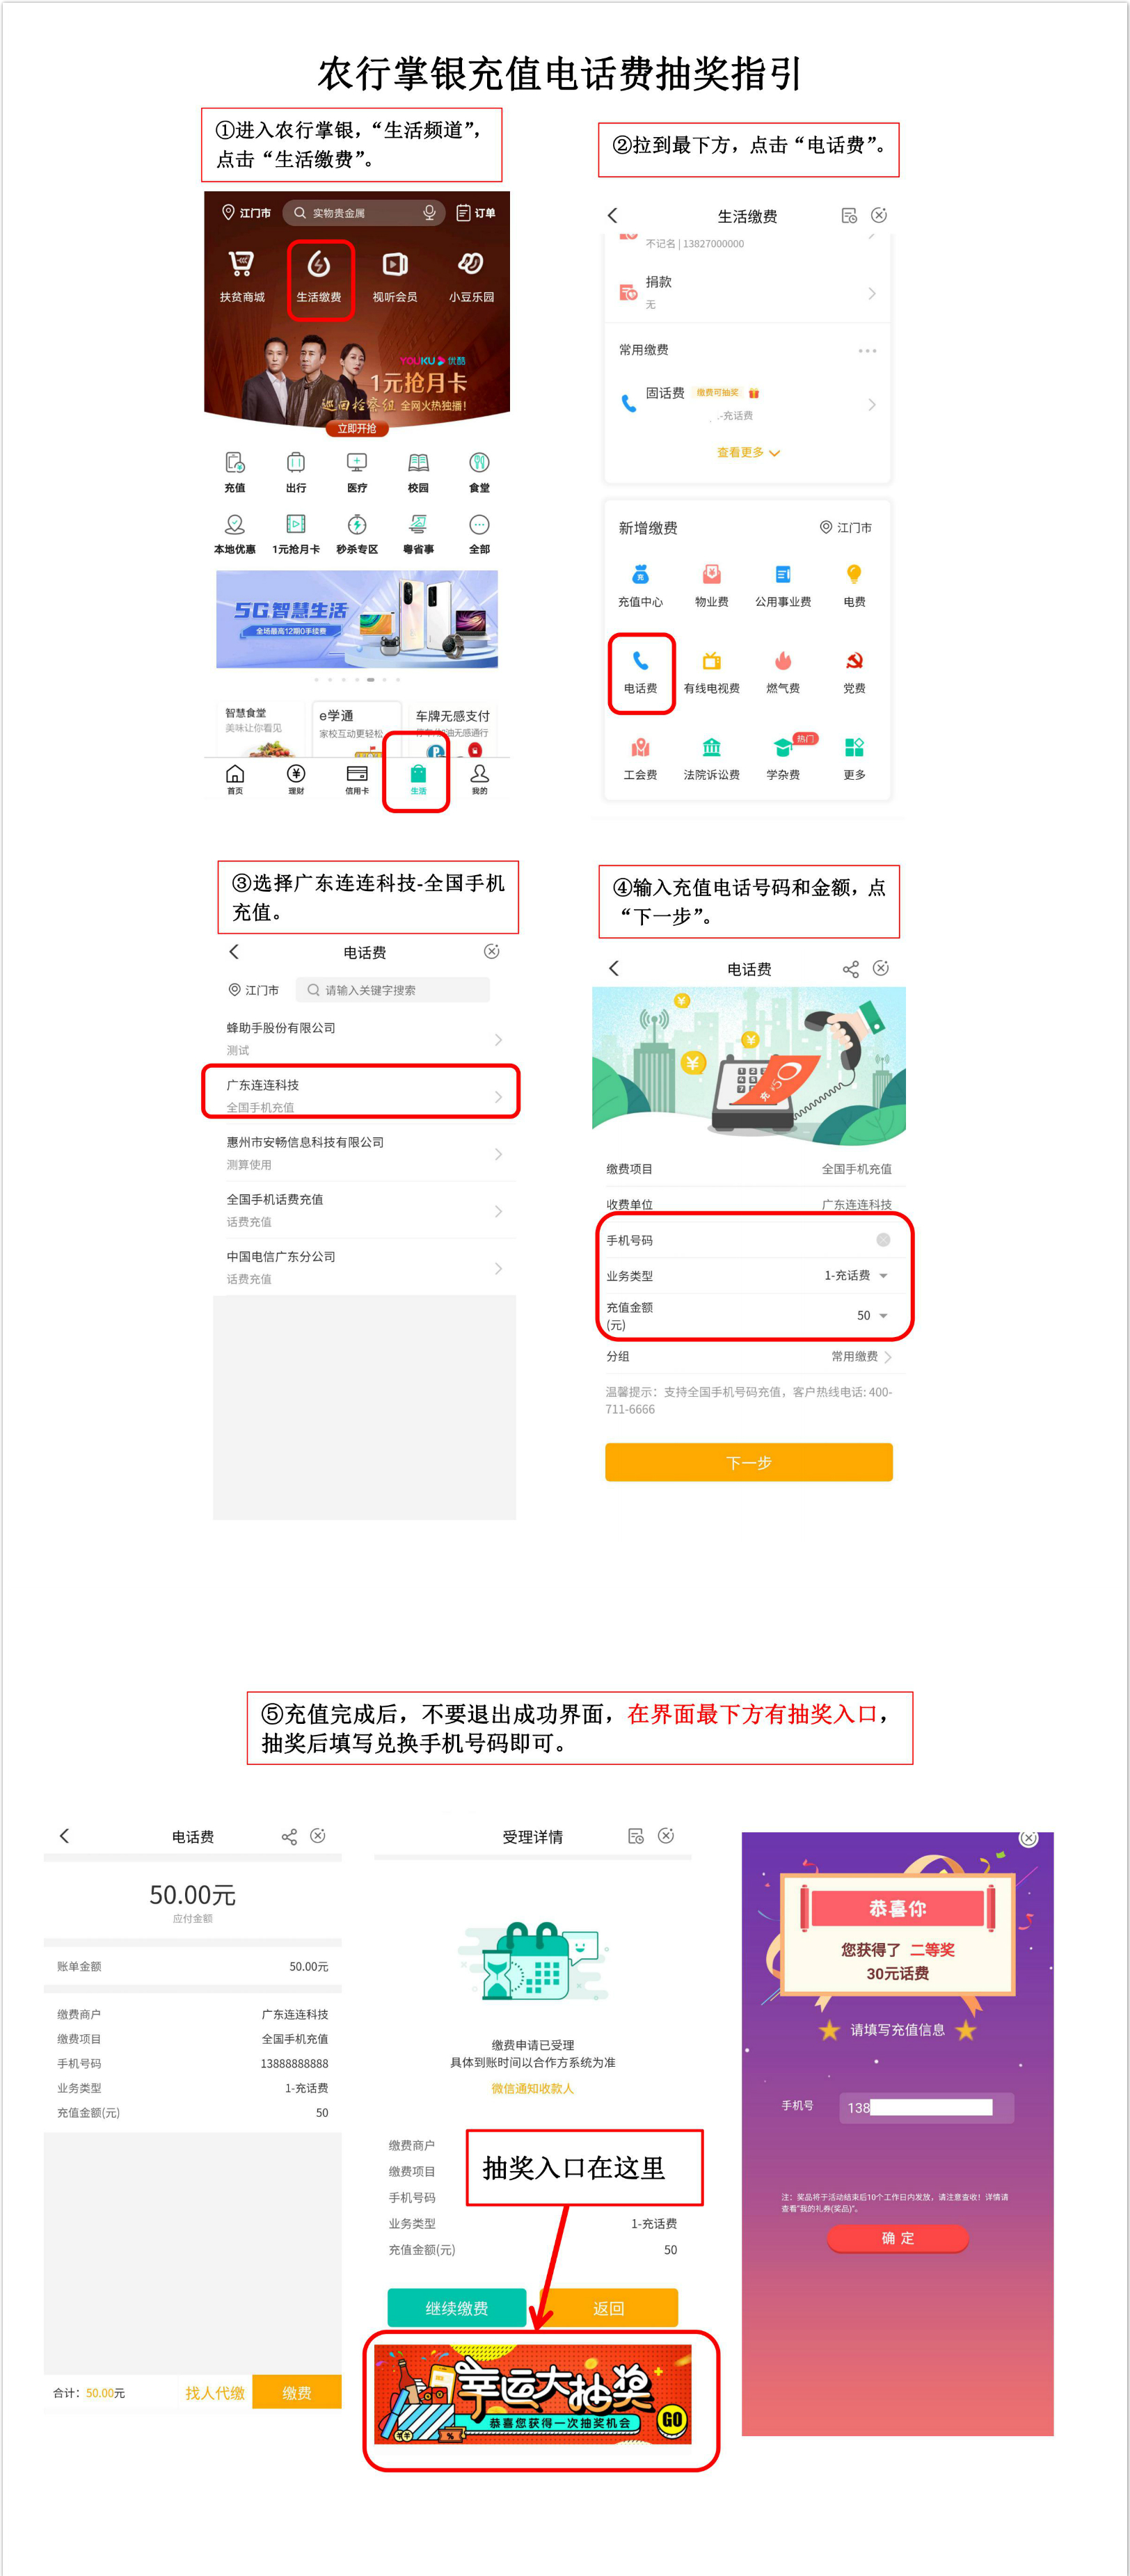 农行掌银充值电话费抽奖指引
①进入农行掌银，“生活频道”，
点击“生活缴费”。
江门市
实物贵金属
订单
扶贫商城
生活缴费
视听会员
小豆乐园
YOUKU 优酷
1元抢月卡
巡回检察组 全网火热独播！
立即开抢
充值
出行
医疗
校园
食堂
本地优惠
1元抢月卡
秒杀专区
粤省事
全部
5G智慧生活
全场最高12期0手续费
智慧食堂
美味让你看见
e学通
家校互动更轻松
车牌无感支付
首页
理财
信用卡
生活
我的
②拉到最下方，点击“电话费”。
生活缴费
不记名 | 13827000000
捐款
无
常用缴费
固话费
缴费可抽奖
-充话费
查看更多
新增缴费
江门市
充值中心
物业费
公用事业费
电费
电话费
有线电视费
燃气费
党费
工会费
法院诉讼费
热门
学杂费
更多
③选择广东连连科技-全国手机
充值。
电话费
江门市
请输入关键字搜索
蜂助手股份有限公司
测试
广东连连科技
全国手机充值
惠州市安畅信息科技有限公司
测算使用
全国手机话费充值
话费充值
中国电信广东分公司
话费充值
④输入充值电话号码和金额，点
“下一步”。
电话费
充¥50
缴费项目
全国手机充值
收费单位
广东连连科技
手机号码
业务类型
1-充话费
充值金额
(元)
50
分组
常用缴费
温馨提示：支持全国手机号码充值，客户热线电话: 400-
711-6666
下一步
⑤充值完成后，不要退出成功界面，在界面最下方有抽奖入口，
抽奖后填写兑换手机号码即可。
电话费
50.00元
应付金额
账单金额
50.00元
缴费商户
广东连连科技
缴费项目
全国手机充值
手机号码
13888888888
业务类型
1-充话费
充值金额(元)
50
合计：50.00元
找人代缴
缴费
受理详情
缴费申请已受理
具体到账时间以合作方系统为准
微信通知收款人
缴费商户
缴费项目
手机号码
抽奖入口在这里
业务类型
1-充话费
充值金额(元)
50
继续缴费
返回
幸运大抽奖
恭喜您获得一次抽奖机会
GO
恭喜你
您获得了 二等奖
30元话费
请填写充值信息
手机号
138
注：奖品将于活动结束后10个工作日内发放，请注意查收！详情请
查看“我的礼券(奖品)”。
确 定